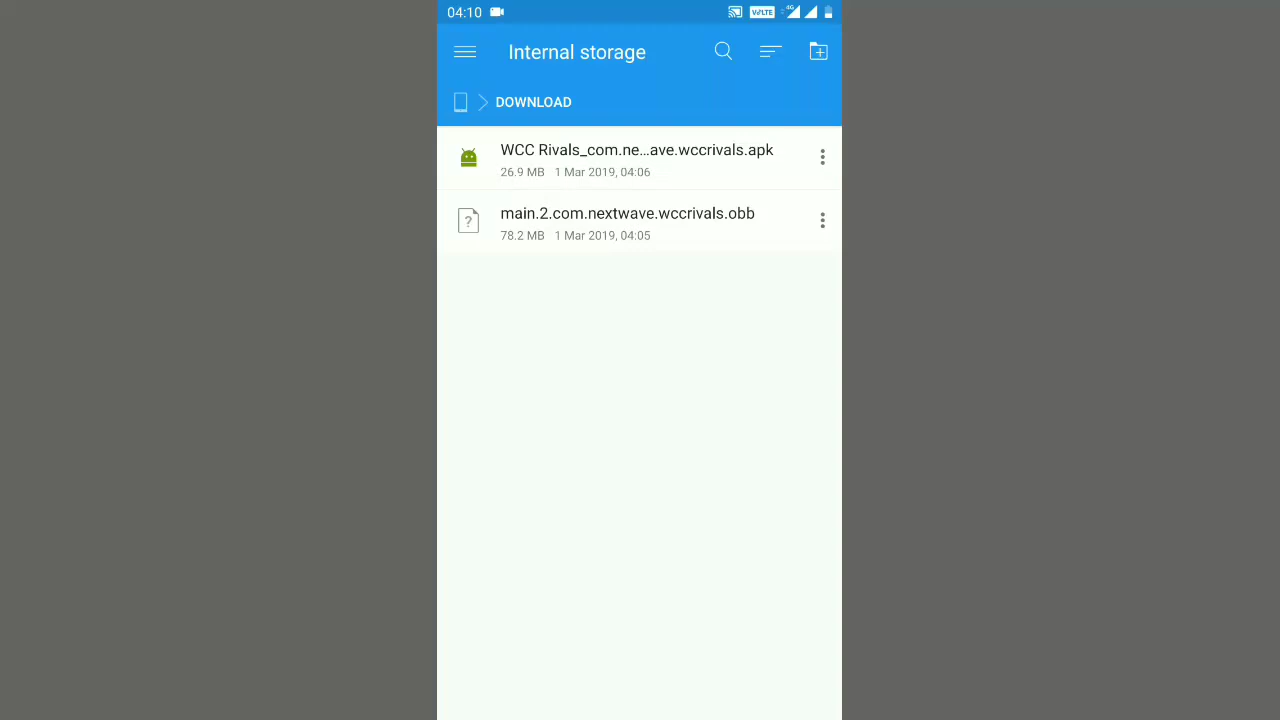 04:10 VoLTE 4G
Internal storage
DOWNLOAD
WCC Rivals_com.ne...ave.wccrivals.apk
26.9 MB 1 Mar 2019, 04:06
?
main.2.com.nextwave.wccrivals.obb
78.2 MB 1 Mar 2019, 04:05